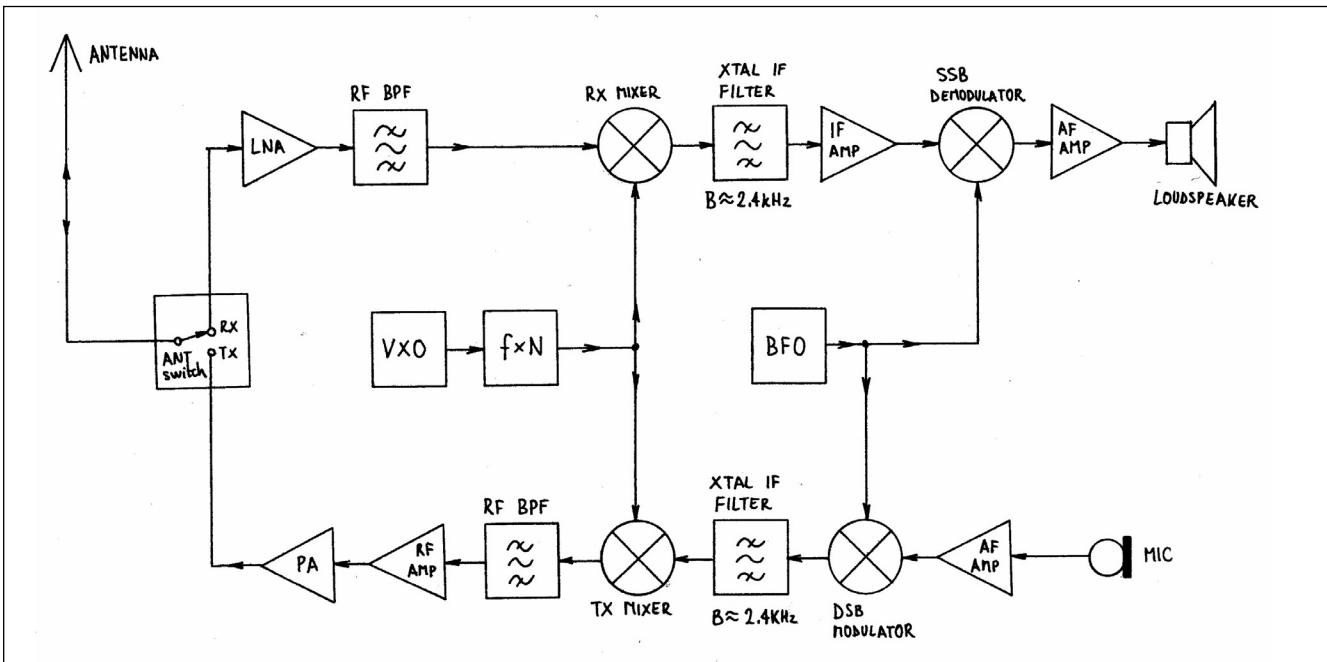 ANTENNA
LNA
RF BPF
RX MIXER
XTAL IF
FILTER
B≈2.4kHz
IF
AMP
SSB
DEMODULATOR
AF
AMP
LOUDSPEAKER
RX
TX
ANT
switch
VXO
f×N
BFO
PA
RF
AMP
RF BPF
TX MIXER
XTAL IF
FILTER
B≈2.4KHz
DSB
MODULATOR
AF
AMP
MIC